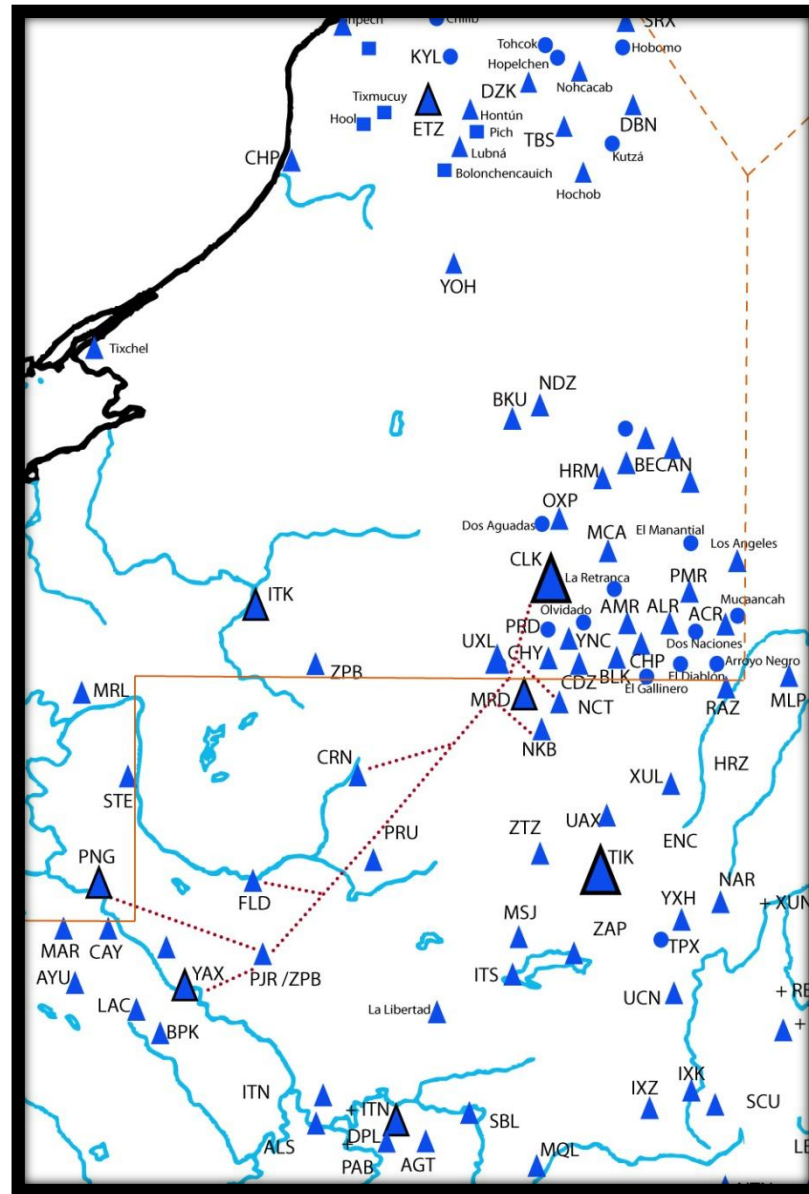 Chilib
SRX
Tohcok
Hobomo
KYL
Hopelchen
Nohcacab
DZK
Tixmucuy
Hontún
DBN
Hool
ETZ
Pich
TBS
Lubná
Kutzá
CHP
Bolonchencauich
Hochob
YOH
Tixchel
NDZ
BKU
BECAN
HRM
OXP
Dos Aguadas
El Manantial
MCA
Los Angeles
CLK
La Retranca
PMR
ITK
Olvidado
AMR
ALR
ACR
Mucaancah
PRD
YNC
Dos Naciones
UXL
CHY
CHP
ZPB
CDZ
BLK
El Diablón
Arroyo Negro
El Gallinero
MRL
MRD
NCT
RAZ
MLP
NKB
CRN
HRZ
STE
XUL
UAX
PRU
ZTZ
ENC
PNG
TIK
FLD
NAR
YXH
+ XUN
MSJ
ZAP
MAR
CAY
TPX
YAX
PJR /ZPB
ITS
AYU
UCN
LAC
La Libertad
BPK
ITN
IXK
+ ITN
IXZ
SCU
SBL
ALS
DPL
PAB
AGT
MQL